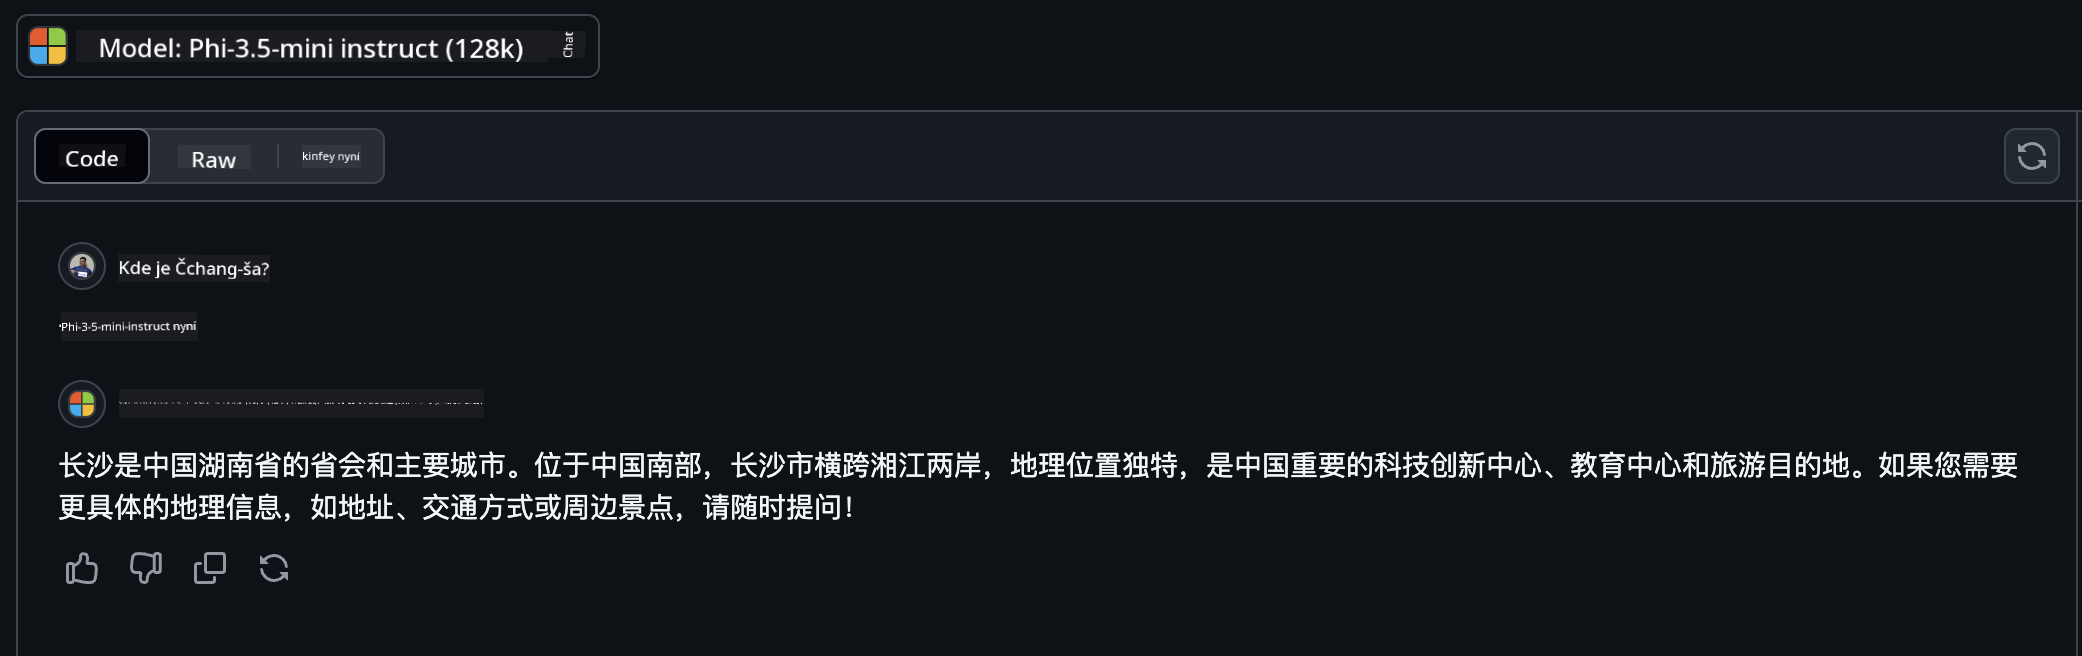 Model: Phi-3.5-mini instruct (128k)
Chat
Code
Raw
kinfey nyní
Kde je Čchang-ša?
Phi-3-5-mini-instruct nyní
长沙是中国湖南省的省会和主要城市。位于中国南部，长沙市横跨湘江两岸，地理位置独特，是中国重要的科技创新中心、教育中心和旅游目的地。如果您需要
更具体的地理信息，如地址、交通方式或周边景点，请随时提问！